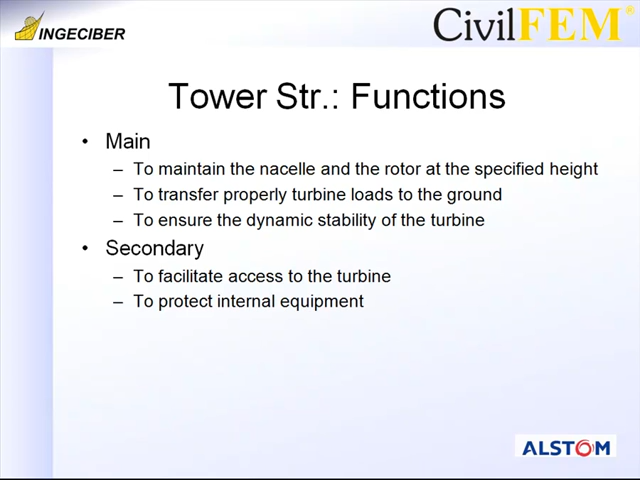 INGECIBER
CivilFEM®
Tower Str.: Functions
• Main
– To maintain the nacelle and the rotor at the specified height
– To transfer properly turbine loads to the ground
– To ensure the dynamic stability of the turbine
• Secondary
– To facilitate access to the turbine
– To protect internal equipment
ALSTOM